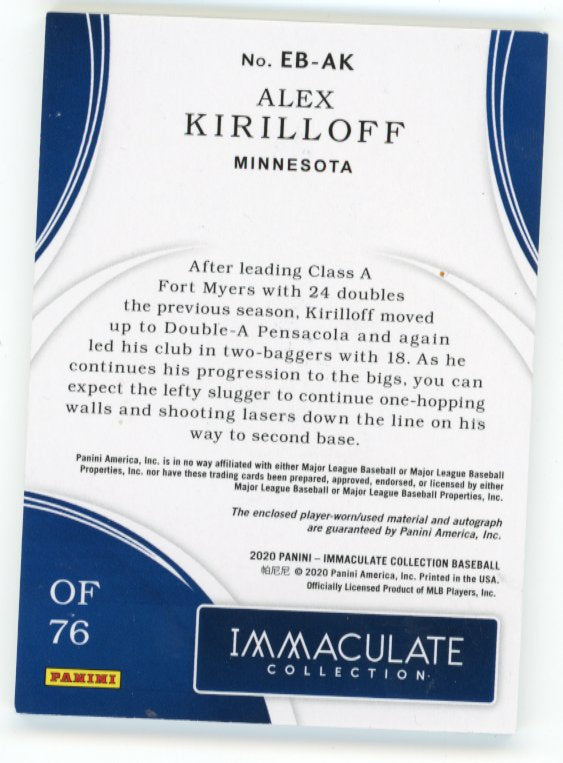 No. EB-AK
ALEX
KIRILLOFF
MINNESOTA
After leading Class A
Fort Myers with 24 doubles
the previous season, Kirilloff moved
up to Double-A Pensacola and again
led his club in two-baggers with 18. As he
continues his progression to the bigs, you can
expect the lefty slugger to continue one-hopping
walls and shooting lasers down the line on his
way to second base.
Panini America, Inc. is in no way affiliated with either Major League Baseball or Major League Baseball
Properties, Inc. nor have these trading cards been prepared, approved, endorsed, or licensed by either
Major League Baseball or Major League Baseball Properties, Inc.
The enclosed player-worn/used material and autograph
are guaranteed by Panini America, Inc.
2020 PANINI – IMMACULATE COLLECTION BASEBALL
帕尼尼 © 2020 Panini America, Inc. Printed in the USA.
Officially Licensed Product of MLB Players, Inc.
OF
76
PANINI
IMMACULATE
COLLECTION